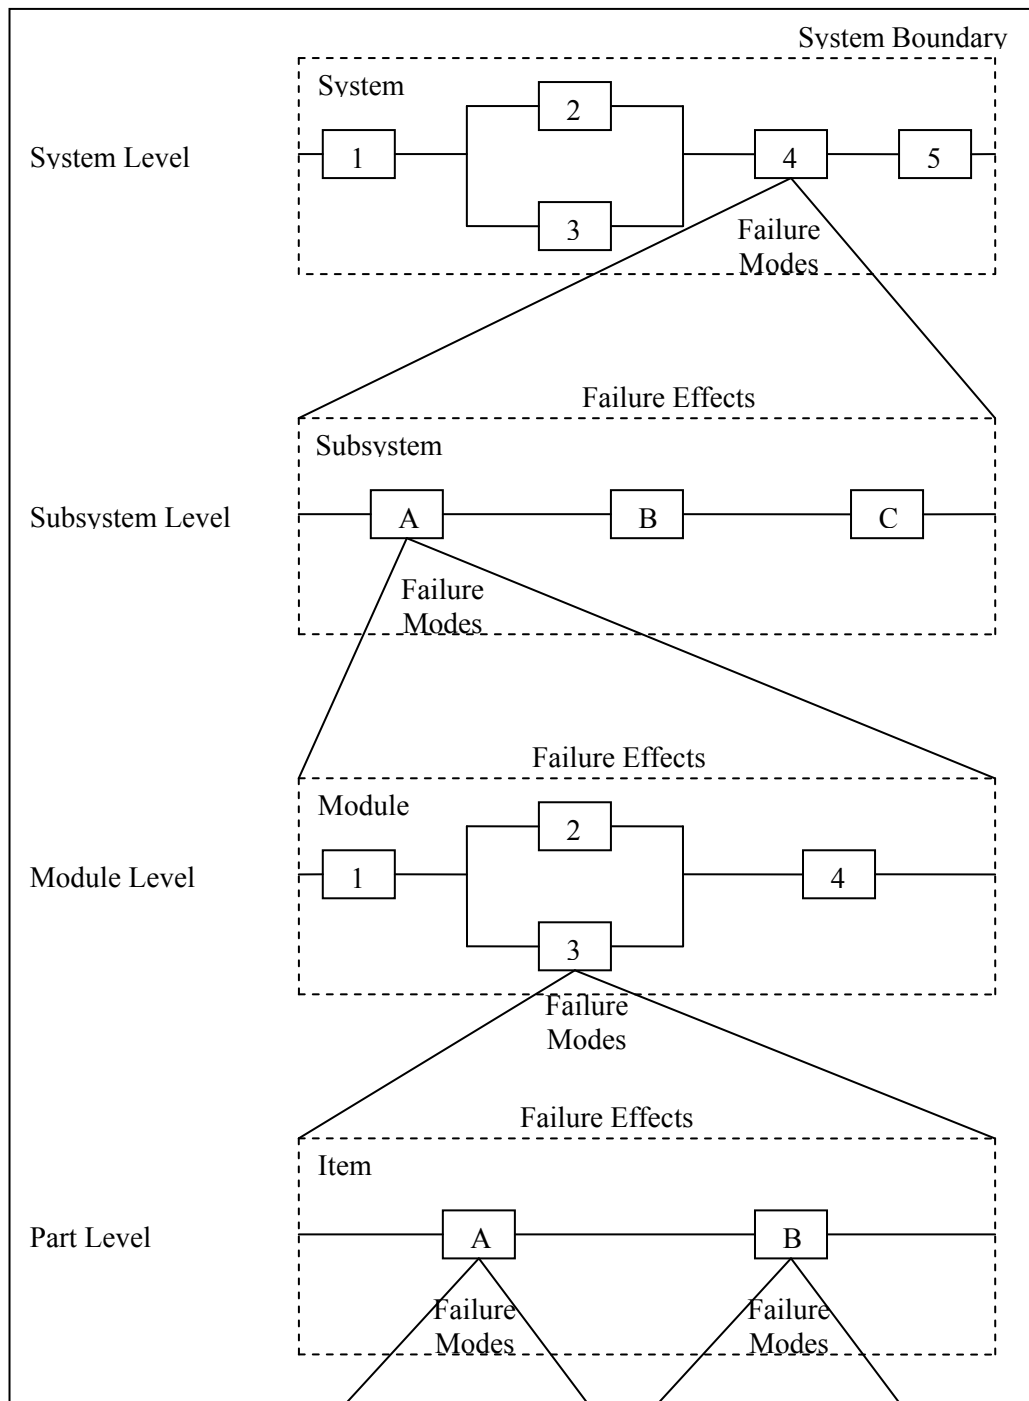 System Boundary
System
2
System Level
1
4
5
3
Failure
Modes
Failure Effects
Subsystem
Subsystem Level
A
B
C
Failure
Modes
Failure Effects
Module
2
Module Level
1
4
3
Failure
Modes
Failure Effects
Item
Part Level
A
B
Failure
Modes
Failure
Modes